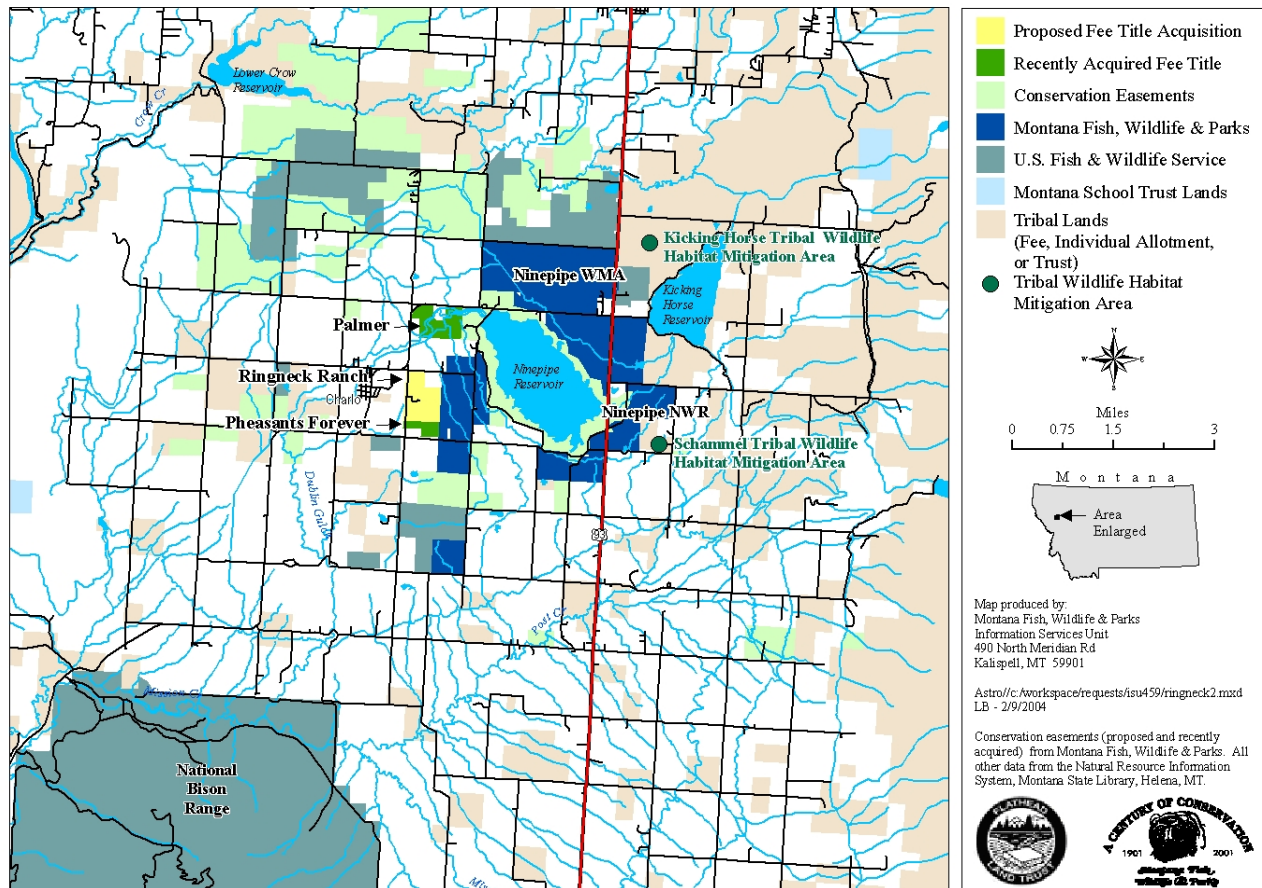 Lower Crow
Reservoir
Crow Cr
Kicking Horse Tribal Wildlife
Habitat Mitigation Area
Ninepipe WMA
Kicking
Horse
Reservoir
Palmer
Ninepipe
Reservoir
Ringneck Ranch
Charlo
Ninepipe NWR
Pheasants Forever
Schammel Tribal Wildlife
Habitat Mitigation Area
Dublin Gulch
93
Post Cr
Mission Cr
National
Bison
Range
Proposed Fee Title Acquisition
Recently Acquired Fee Title
Conservation Easements
Montana Fish, Wildlife & Parks
U.S. Fish & Wildlife Service
Montana School Trust Lands
Tribal Lands
(Fee, Individual Allotment,
or Trust)
Tribal Wildlife Habitat
Mitigation Area
N
W E
S
Miles
0 0.75 1.5 3
Montana
Area
Enlarged
Map produced by:
Montana Fish, Wildlife & Parks
Information Services Unit
490 North Meridian Rd
Kalispell, MT 59901
Astro//c:/workspace/requests/isu459/ringneck2.mxd
LB - 2/9/2004
Conservation easements (proposed and recently
acquired) from Montana Fish, Wildlife & Parks. All
other data from the Natural Resource Information
System, Montana State Library, Helena, MT.
FLATHEAD
LAND TRUST
A CENTURY OF CONSERVATION
1901 2001
Montana Fish,
Wildlife & Parks